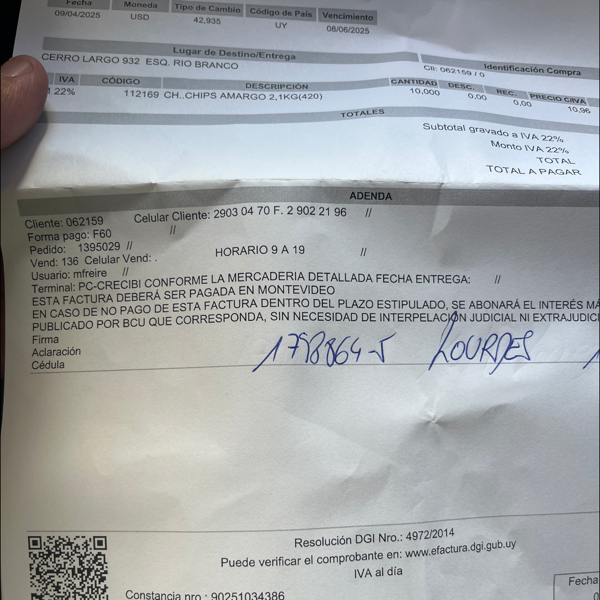 Fecha Moneda Tipo de Cambio Código de País Vencimiento
09/04/2025 USD 42,935 UY 08/06/2025
Lugar de Destino/Entrega
Identificación Compra
CERRO LARGO 932 ESQ. RIO BRANCO
CII: 062159 / 0
IVA CÓDIGO DESCRIPCIÓN CANTIDAD DESC. REC. PRECIO C/IVA
22% 112169 CH..CHIPS AMARGO 2,1KG(420) 10,000 0,00 0,00 10,96
TOTALES
Subtotal gravado a IVA 22%
Monto IVA 22%
TOTAL
TOTAL A PAGAR
ADENDA
Cliente: 062159 Celular Cliente: 2903 04 70 F. 2 902 21 96 //
Forma pago: F60 //
Pedido: 1395029 //
Vend: 136 Celular Vend: . HORARIO 9 A 19 //
Usuario: mfreire //
Terminal: PC-CRECIBI CONFORME LA MERCADERIA DETALLADA FECHA ENTREGA: //
ESTA FACTURA DEBERÁ SER PAGADA EN MONTEVIDEO
EN CASO DE NO PAGO DE ESTA FACTURA DENTRO DEL PLAZO ESTIPULADO, SE ABONARÁ EL INTERÉS MÁ
PUBLICADO POR BCU QUE CORRESPONDA, SIN NECESIDAD DE INTERPELACIÓN JUDICIAL NI EXTRAJUDICI
Firma
Aclaración 1798864-5 LOURDES
Cédula
Resolución DGI Nro.: 4972/2014
Puede verificar el comprobante en: www.efactura.dgi.gub.uy
IVA al día
Fecha
Constancia nro : 90251034386